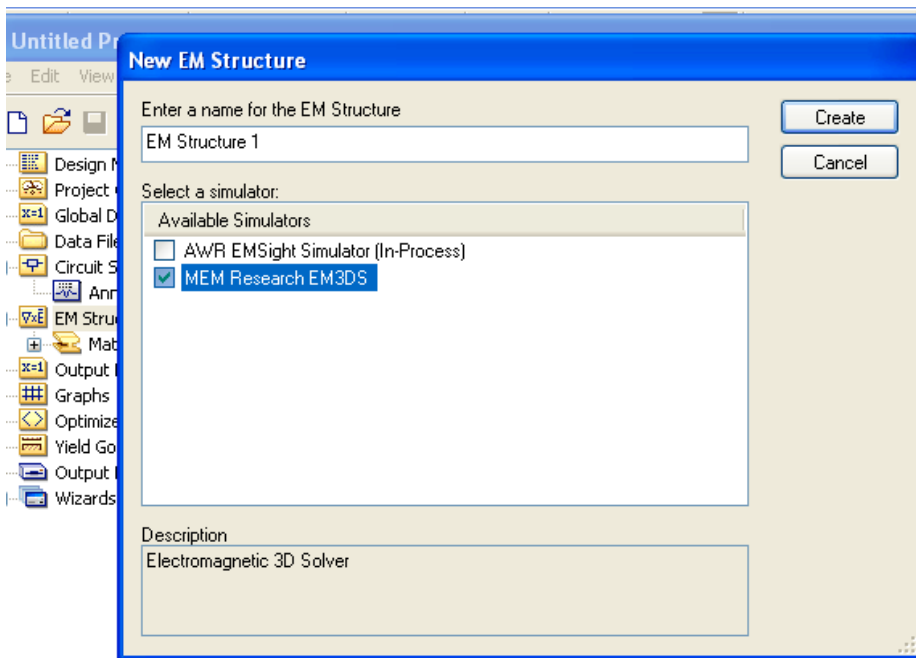 Untitled Pr
Edit View
New EM Structure
Enter a name for the EM Structure
EM Structure 1
Create
Cancel
Select a simulator:
Available Simulators
AWR EMSight Simulator (In-Process)
MEM Research EM3DS
Description
Electromagnetic 3D Solver
Design N
Project
x=1 Global D
Data File
Circuit S
Ann
∇xĒ EM Stru
Mat
x=1 Output
Graphs
Optimize
Yield Go
Output
Wizards